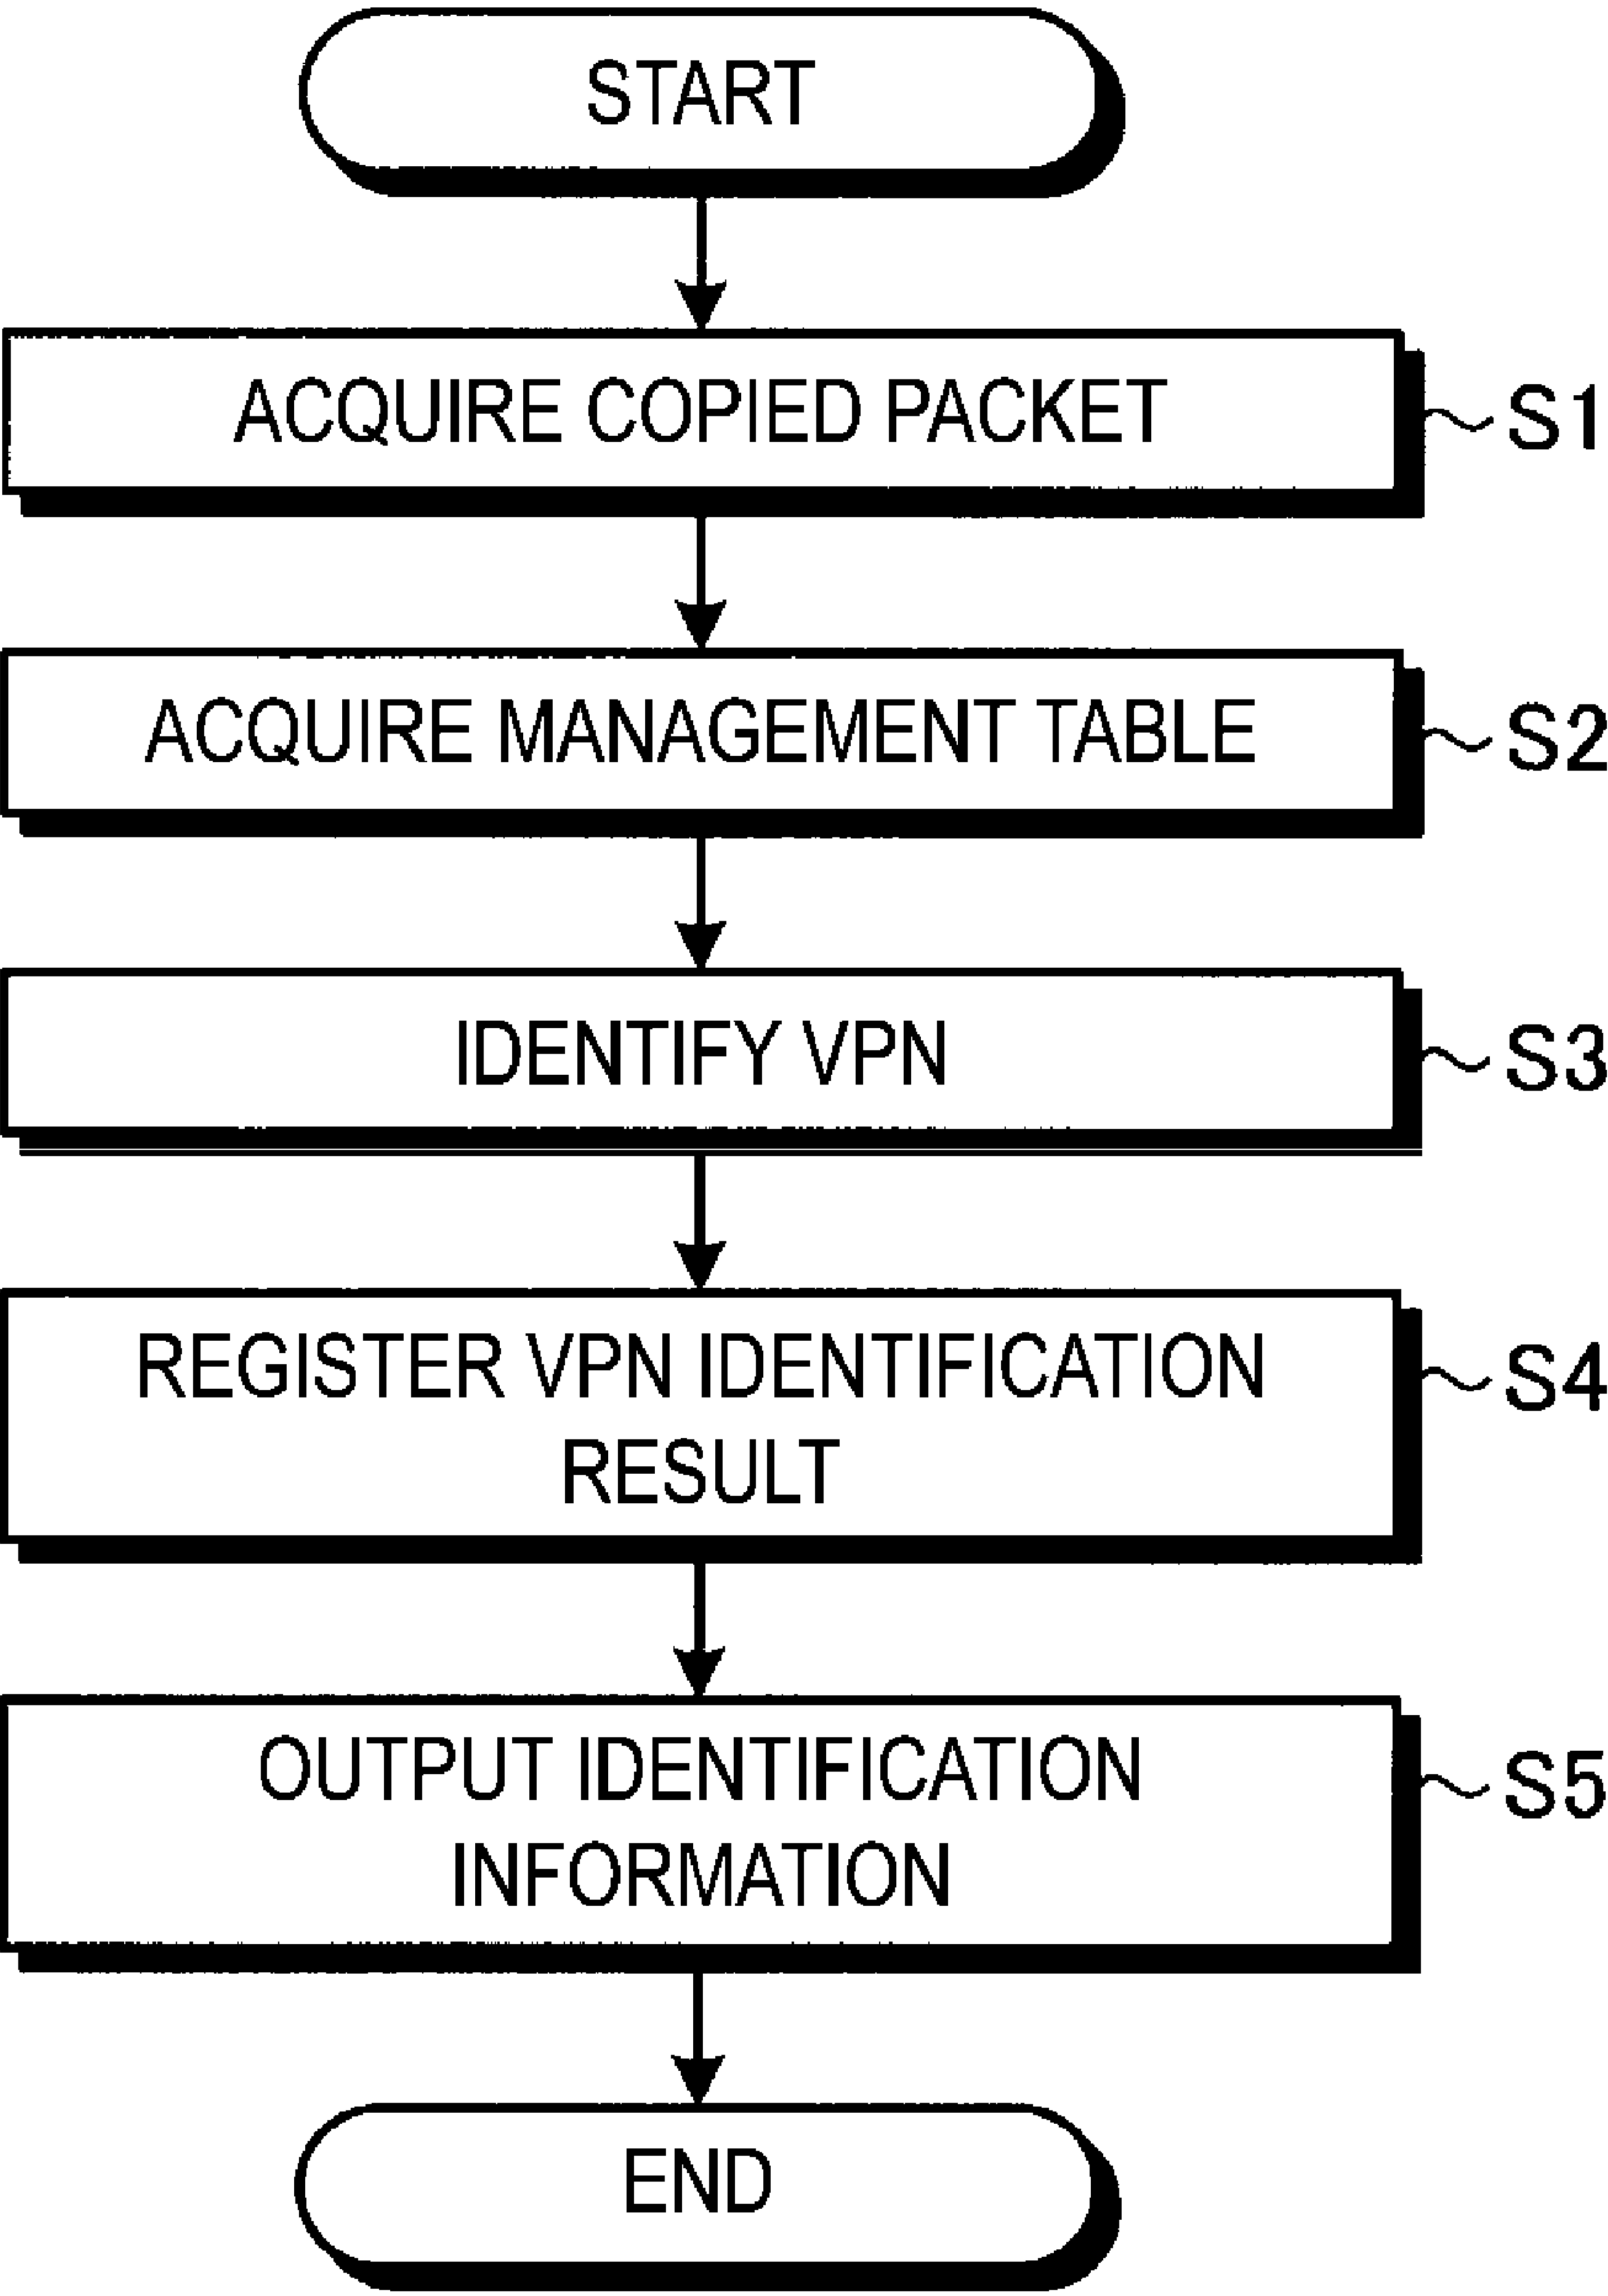 START
ACQUIRE COPIED PACKET
S1
ACQUIRE MANAGEMENT TABLE
S2
IDENTIFY VPN
S3
REGISTER VPN IDENTIFICATION
RESULT
S4
OUTPUT IDENTIFICATION
INFORMATION
S5
END